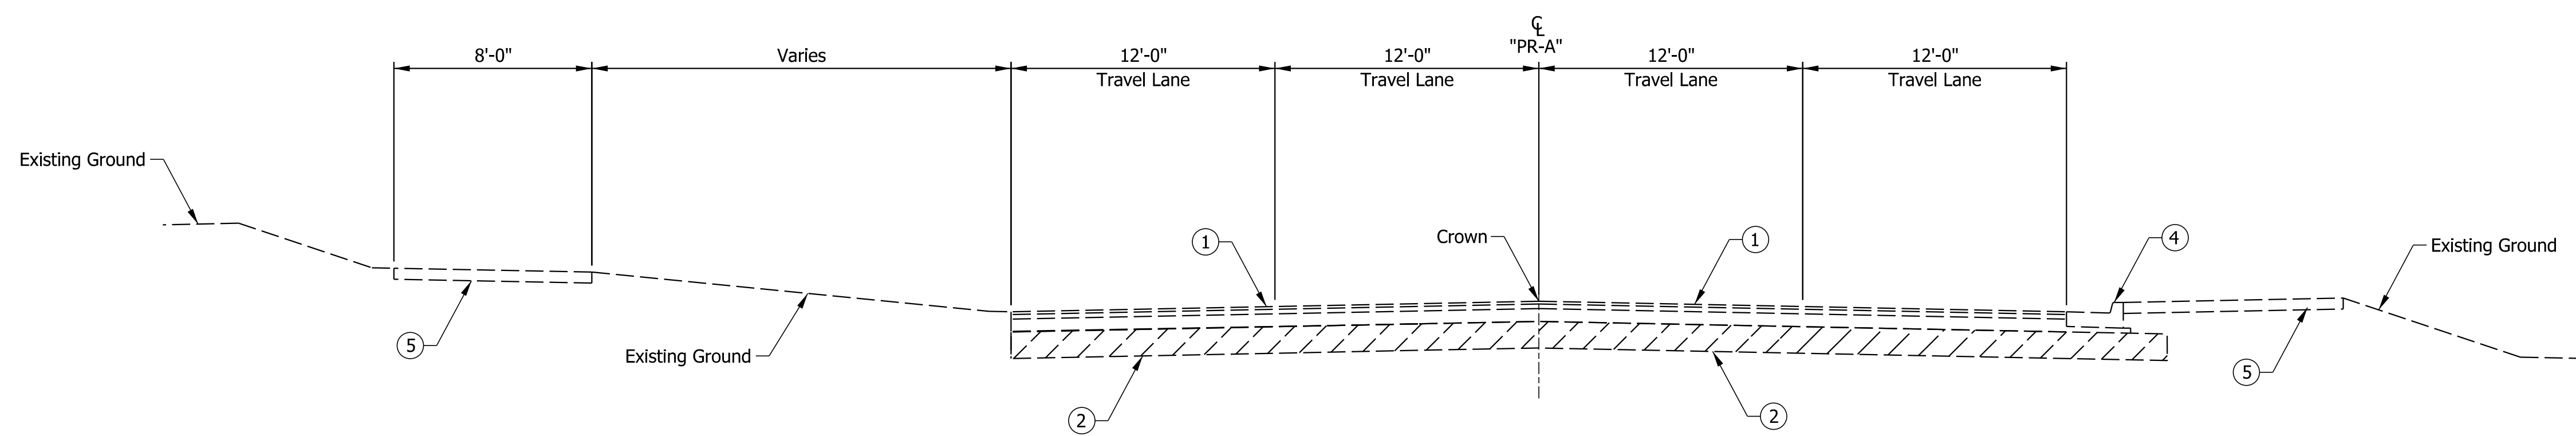 ℄
"PR-A"
8'-0"
Varies
12'-0"
Travel Lane
12'-0"
Travel Lane
12'-0"
Travel Lane
12'-0"
Travel Lane
Existing Ground
1
Crown
1
4
Existing Ground
5
Existing Ground
2
2
5